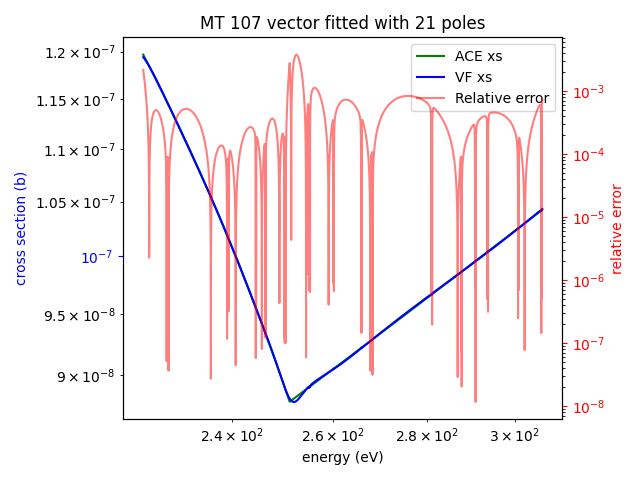 MT 107 vector fitted with 21 poles
ACE xs
VF xs
Relative error
1.2 × 10⁻⁷
1.15 × 10⁻⁷
1.1 × 10⁻⁷
1.05 × 10⁻⁷
10⁻⁷
9.5 × 10⁻⁸
9 × 10⁻⁸
cross section (b)
10⁻³
10⁻⁴
10⁻⁵
10⁻⁶
10⁻⁷
10⁻⁸
relative error
2.4 × 10² 2.6 × 10² 2.8 × 10² 3 × 10²
energy (eV)